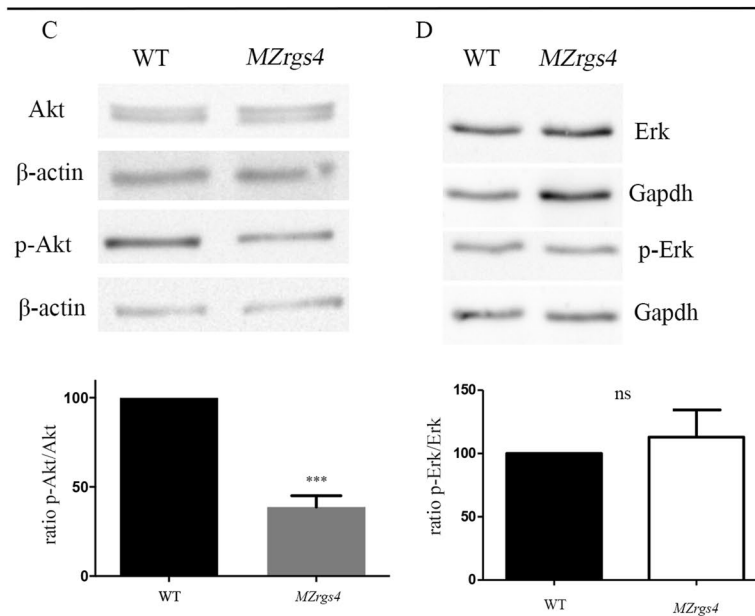 C
WT MZrgs4
Akt
β-actin
p-Akt
β-actin
ratio p-Akt/Akt
100
50
0
***
WT MZrgs4
D
WT MZrgs4
Erk
Gapdh
p-Erk
Gapdh
ratio p-Erk/Erk
150
100
50
0
ns
WT MZrgs4